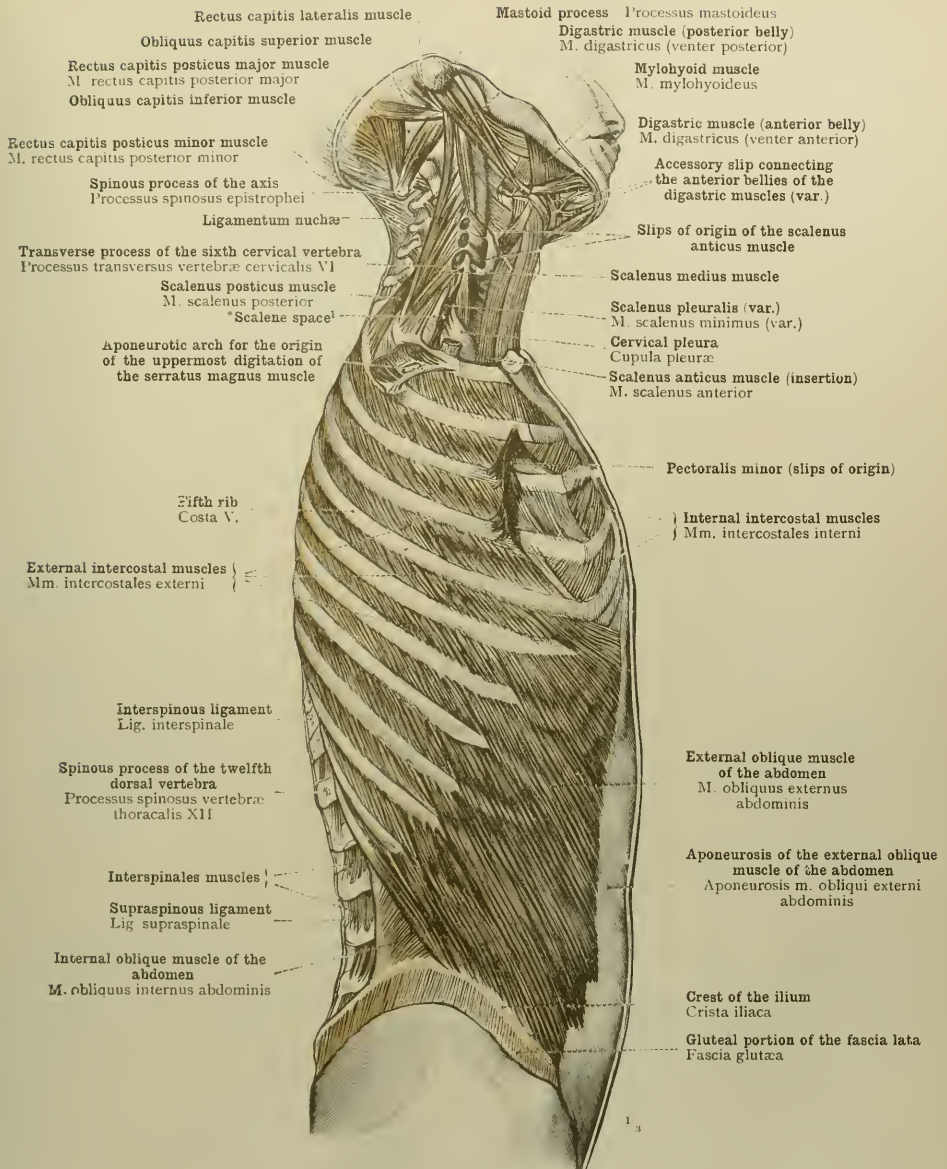 Rectus capitis lateralis muscle
Obliquus capitis superior muscle
Rectus capitis posticus major muscle
M rectus capitis posterior major
Obliquus capitis inferior muscle
Rectus capitis posticus minor muscle
M. rectus capitis posterior minor
Spinous process of the axis
Processus spinosus epistrophei
Ligamentum nuchæ
Transverse process of the sixth cervical vertebra
Processus transversus vertebræ cervicalis VI
Scalenus posticus muscle
M. scalenus posterior
*Scalene space¹
Aponeurotic arch for the origin
of the uppermost digitation of
the serratus magnus muscle
Fifth rib
Costa V.
External intercostal muscles
Mm. intercostales externi
Interspinous ligament
Lig. interspinale
Spinous process of the twelfth
dorsal vertebra
Processus spinosus vertebræ
thoracalis XII
Interspinales muscles
Supraspinous ligament
Lig supraspinale
Internal oblique muscle of the
abdomen
M. obliquus internus abdominis
Mastoid process Processus mastoideus
Digastric muscle (posterior belly)
M. digastricus (venter posterior)
Mylohyoid muscle
M. mylohyoideus
Digastric muscle (anterior belly)
M. digastricus (venter anterior)
Accessory slip connecting
the anterior bellies of the
digastric muscles (var.)
Slips of origin of the scalenus
anticus muscle
Scalenus medius muscle
Scalenus pleuralis (var.)
M. scalenus minimus (var.)
Cervical pleura
Cupula pleuræ
Scalenus anticus muscle (insertion)
M. scalenus anterior
Pectoralis minor (slips of origin)
Internal intercostal muscles
Mm. intercostales interni
External oblique muscle
of the abdomen
M. obliquus externus
abdominis
Aponeurosis of the external oblique
muscle of the abdomen
Aponeurosis m. obliqui externi
abdominis
Crest of the ilium
Crista iliaca
Gluteal portion of the fascia lata
Fascia glutæa
1 3